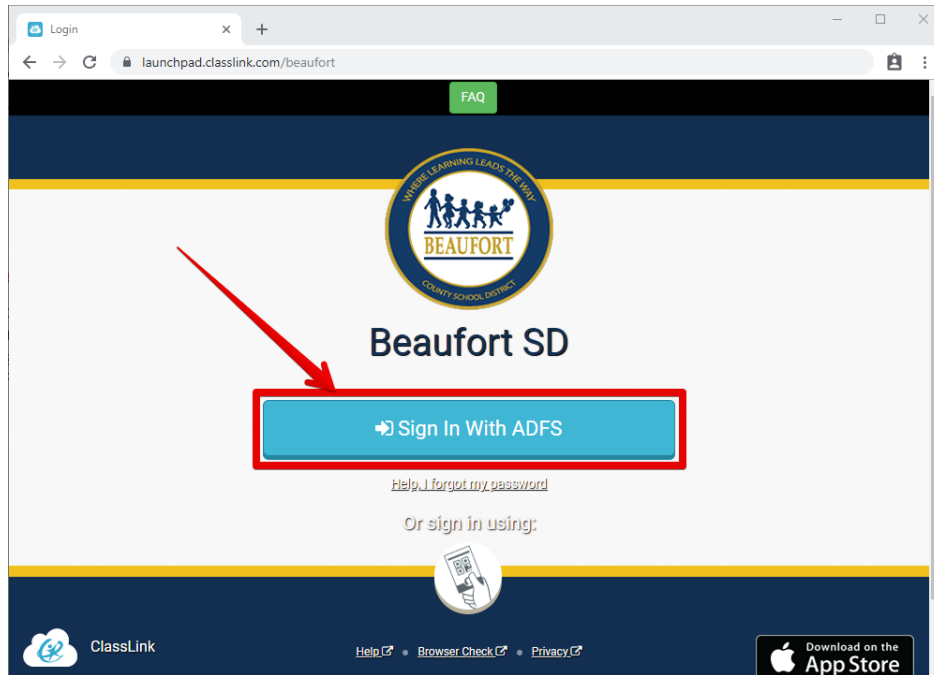 Login
launchpad.classlink.com/beaufort
FAQ
WHERE LEARNING LEADS THE WAY
BEAUFORT
COUNTY SCHOOL DISTRICT
Beaufort SD
Sign In With ADFS
Help, I forgot my password
Or sign in using:
ClassLink
Help • Browser Check • Privacy
Download on the
App Store